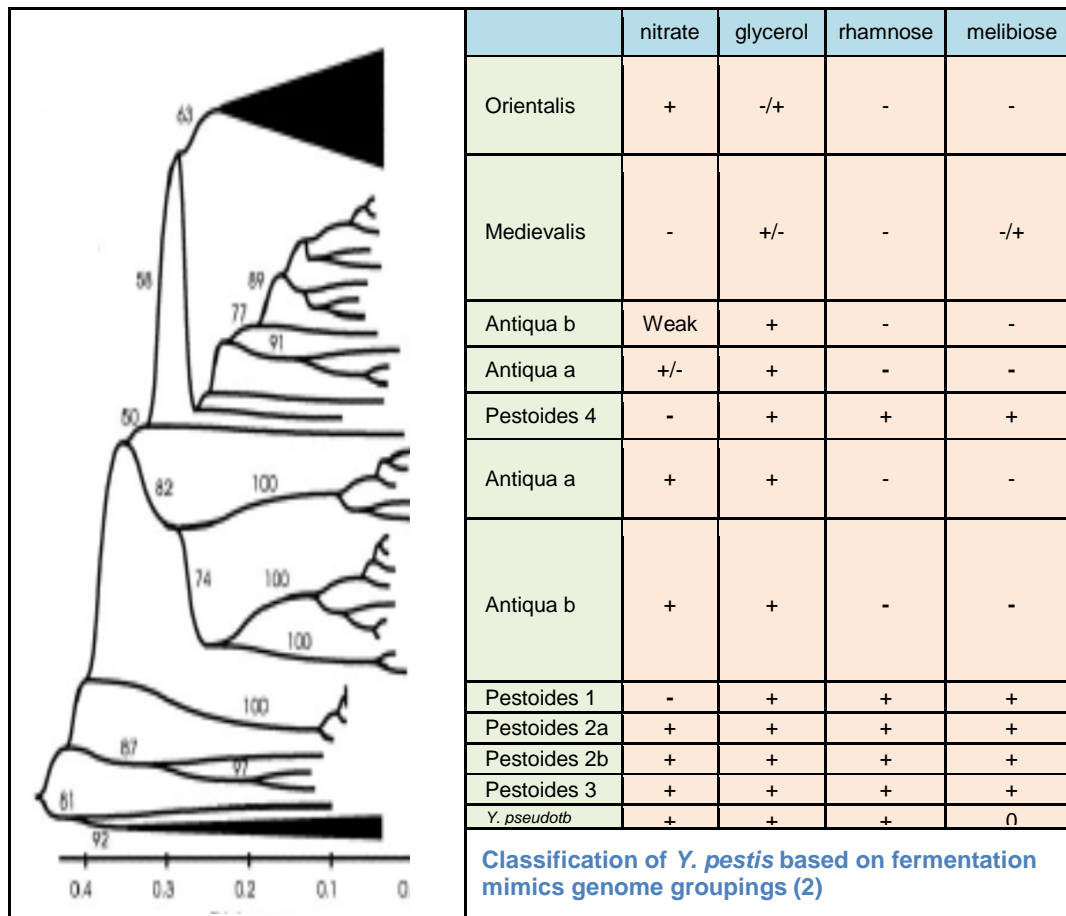 nitrate glycerol rhamnose melibiose
Orientalis + -/+ - -
Medievalis - +/- - -/+
Antiqua b Weak + - -
Antiqua a +/- + - -
Pestoides 4 - + + +
Antiqua a + + - -
Antiqua b + + - -
Pestoides 1 - + + +
Pestoides 2a + + + +
Pestoides 2b + + + +
Pestoides 3 + + + +
Y. pseudotb + + + 0
Classification of Y. pestis based on fermentation
mimics genome groupings (2)
63
58
89
77
91
50
82
100
74
100
100
100
87
97
81
92
0.4 0.3 0.2 0.1 0.